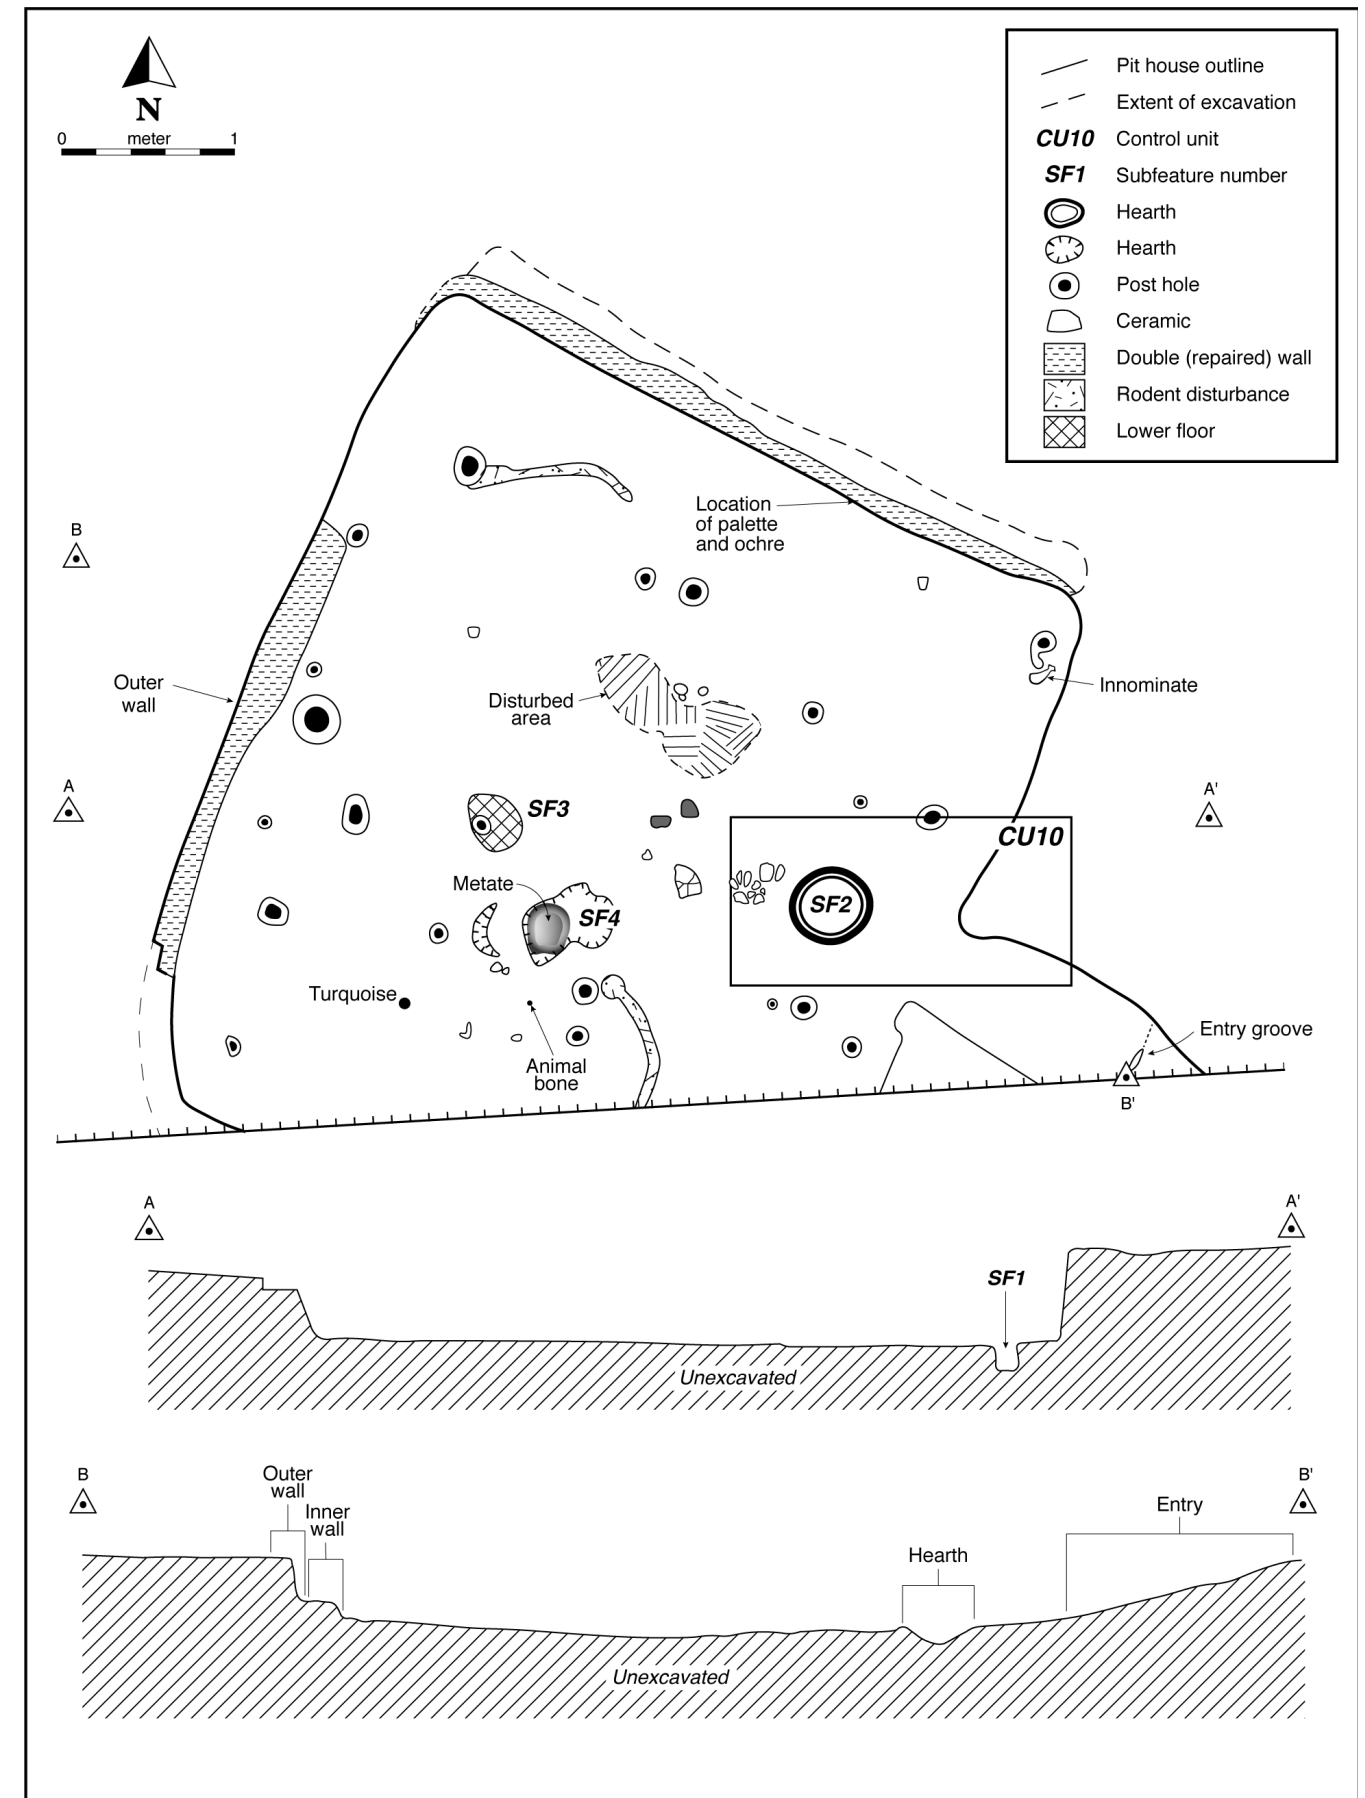 N
0 meter 1
Pit house outline
Extent of excavation
CU10 Control unit
SF1 Subfeature number
Hearth
Hearth
Post hole
Ceramic
Double (repaired) wall
Rodent disturbance
Lower floor
Location
of palette
and ochre
B
Outer
wall
Innominate
Disturbed
area
A
A'
SF3
CU10
Metate
SF4
SF2
Turquoise
Entry groove
Animal
bone
B'
A
A'
SF1
Unexcavated
B
Outer
wall
B'
Inner
wall
Entry
Hearth
Unexcavated